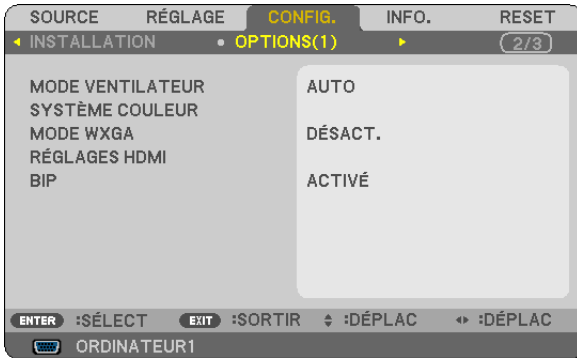 SOURCE RÉGLAGE CONFIG. INFO. RESET
INSTALLATION OPTIONS(1) 2/3
MODE VENTILATEUR AUTO
SYSTÈME COULEUR
MODE WXGA DÉSACT.
RÉGLAGES HDMI
BIP ACTIVÉ
ENTER :SÉLECT EXIT :SORTIR :DÉPLAC :DÉPLAC
ORDINATEUR1